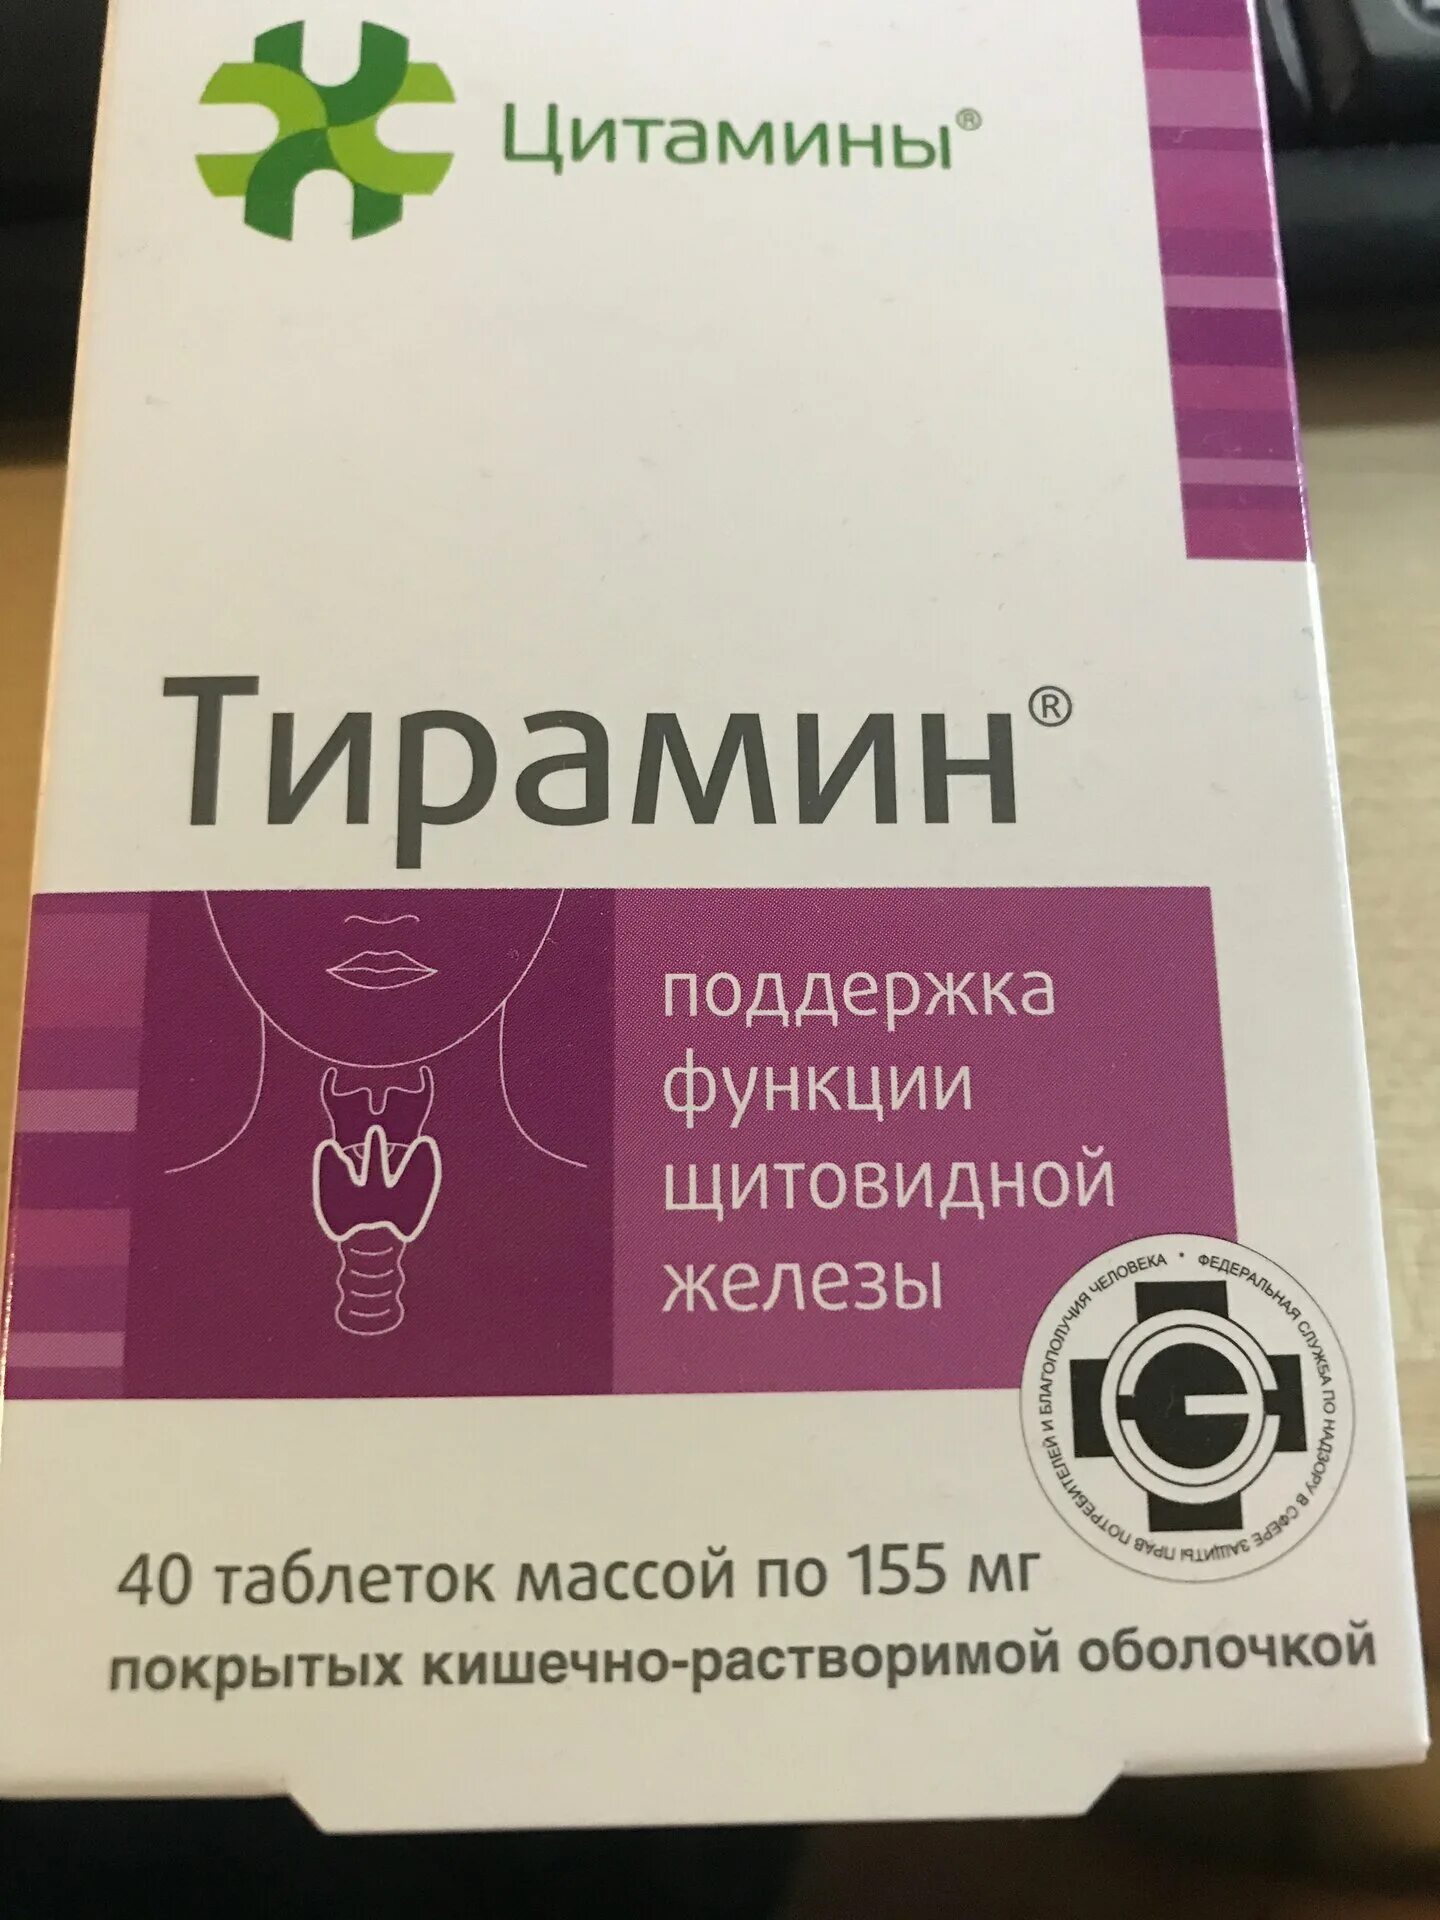 Цитамины®
Тирамин®
поддержка
функции
щитовидной
железы
ФЕДЕРАЛЬНАЯ СЛУЖБА ПО НАДЗОРУ В СФЕРЕ ЗАЩИТЫ ПРАВ ПОТРЕБИТЕЛЕЙ И БЛАГОПОЛУЧИЯ ЧЕЛОВЕКА *
40 таблеток массой по 155 мг
покрытых кишечно-растворимой оболочкой